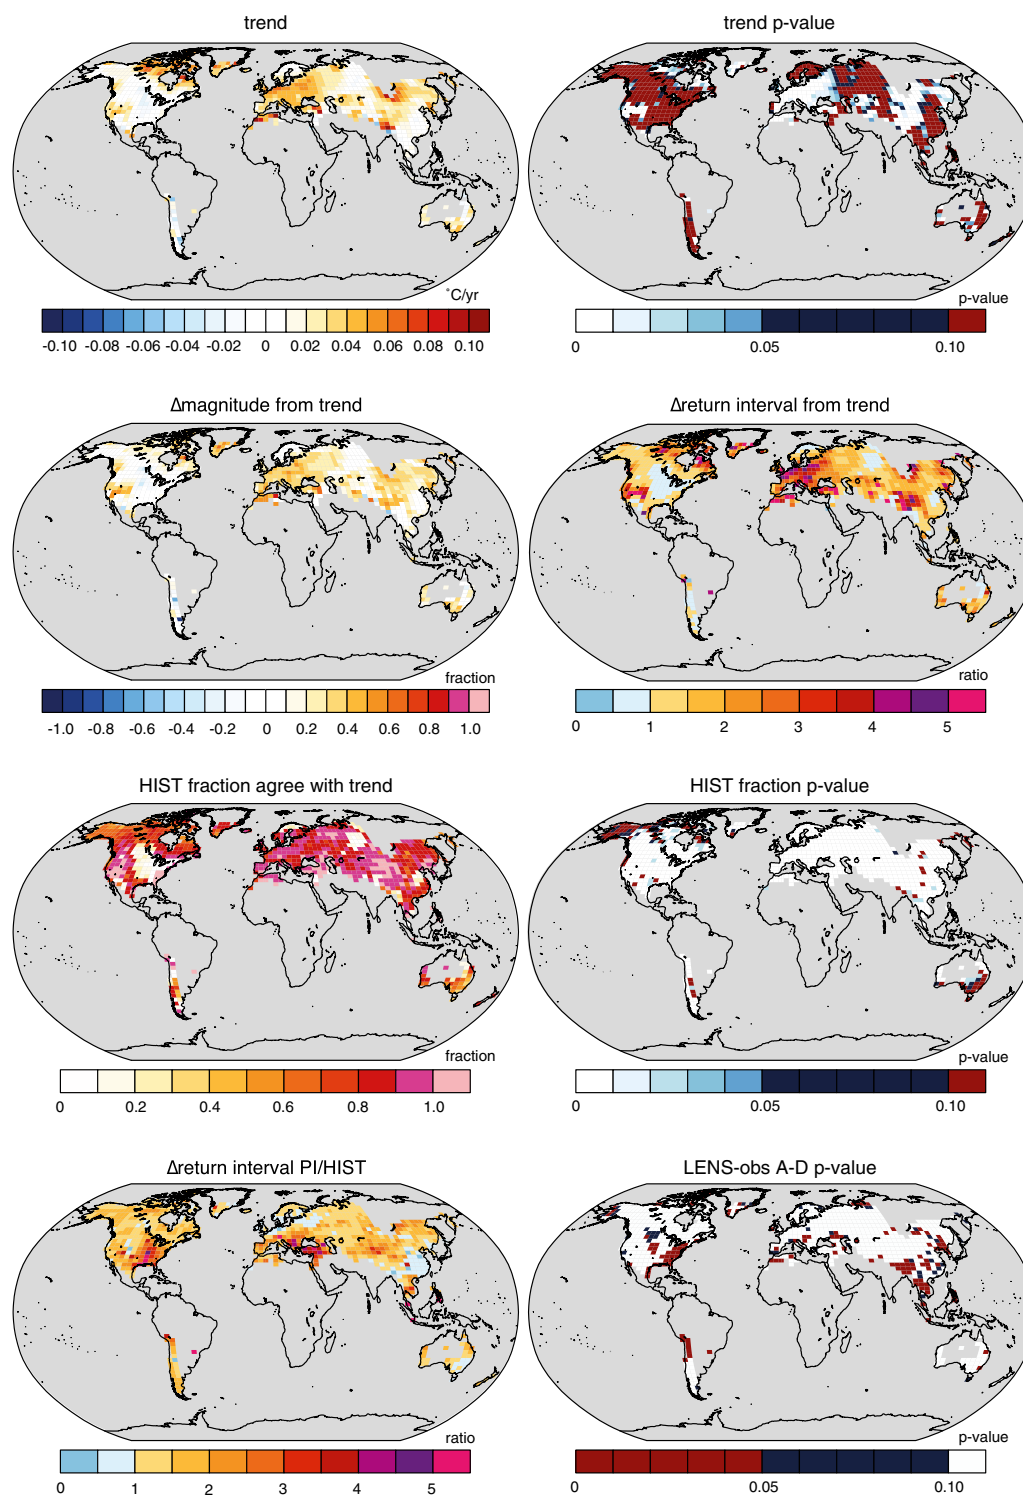 trend
trend p-value
°C/yr
-0.10 -0.08 -0.06 -0.04 -0.02 0 0.02 0.04 0.06 0.08 0.10
p-value
0 0.05 0.10
Δmagnitude from trend
Δreturn interval from trend
fraction
-1.0 -0.8 -0.6 -0.4 -0.2 0 0.2 0.4 0.6 0.8 1.0
ratio
0 1 2 3 4 5
HIST fraction agree with trend
HIST fraction p-value
fraction
0 0.2 0.4 0.6 0.8 1.0
p-value
0 0.05 0.10
Δreturn interval PI/HIST
LENS-obs A-D p-value
ratio
0 1 2 3 4 5
p-value
0 0.05 0.10